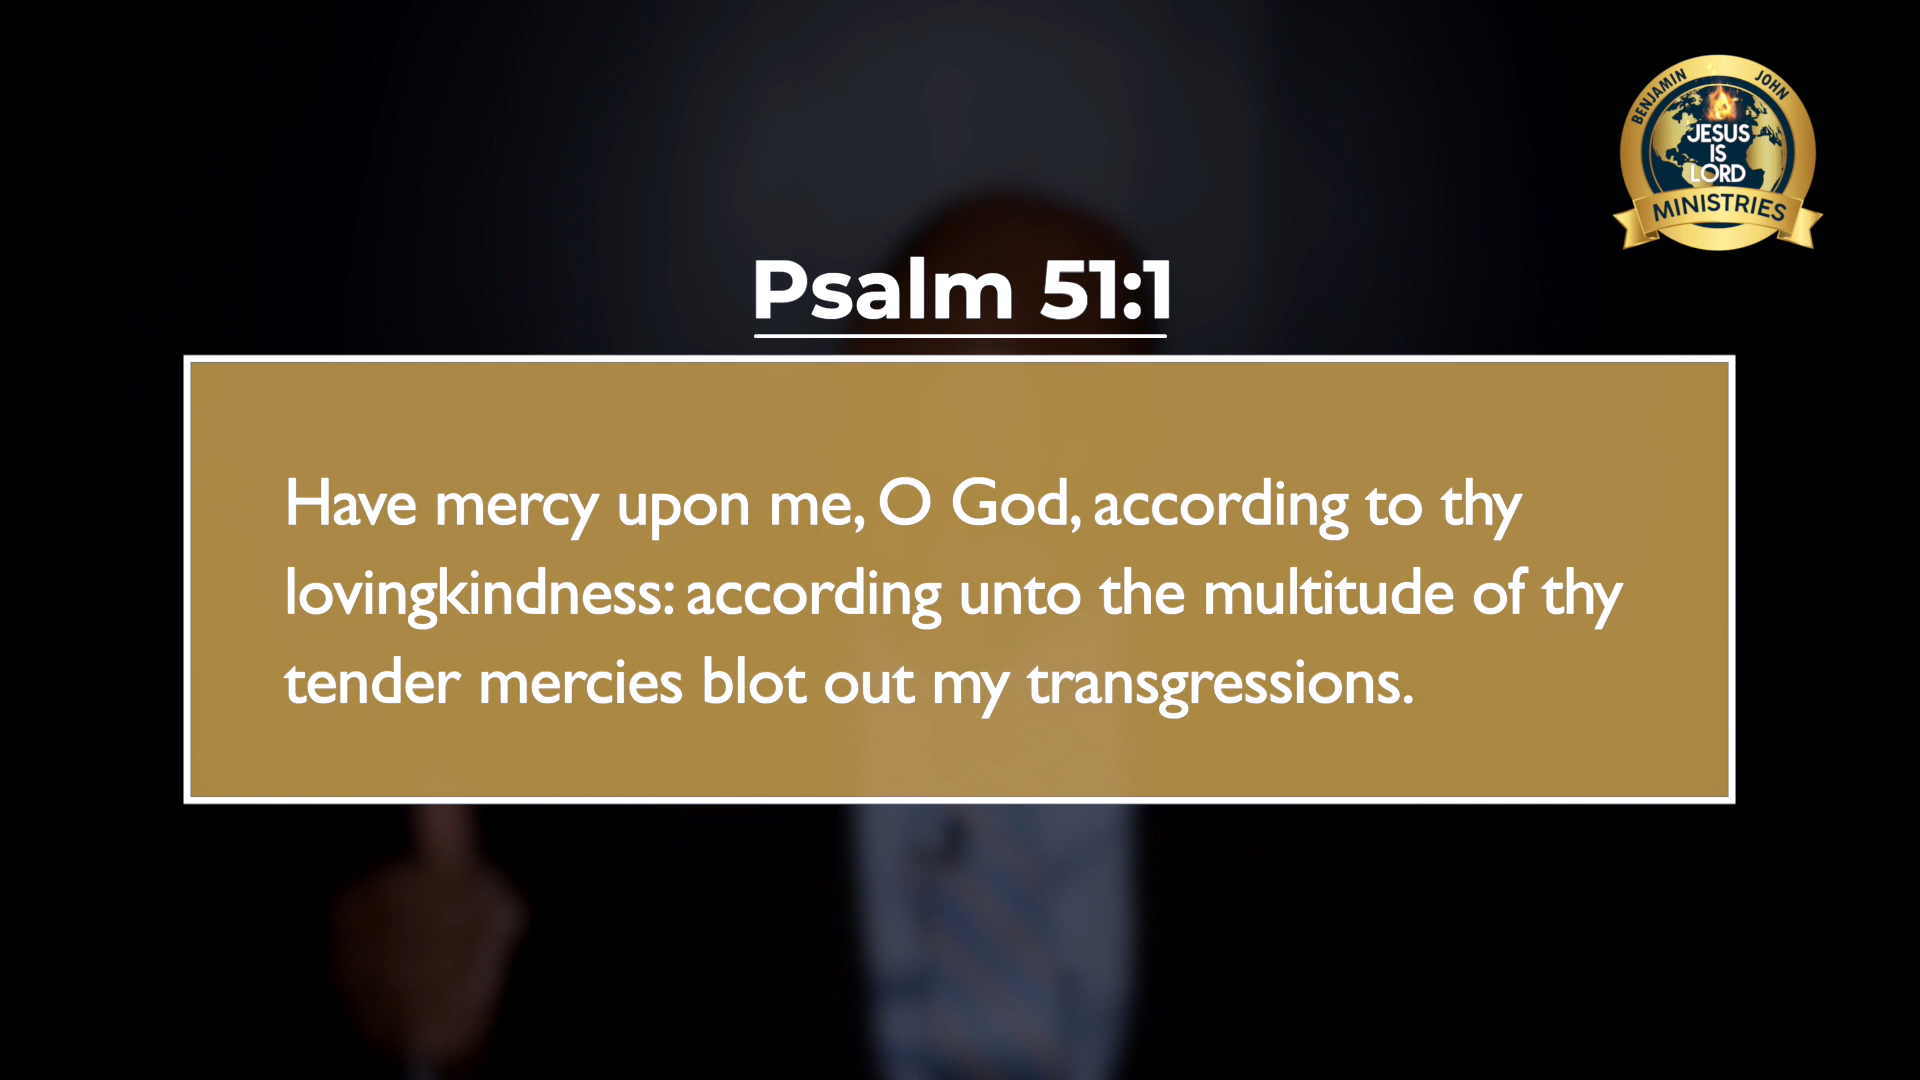 BENJAMIN JOHN
JESUS
IS
LORD
MINISTRIES
Psalm 51:1
Have mercy upon me, O God, according to thy
lovingkindness: according unto the multitude of thy
tender mercies blot out my transgressions.